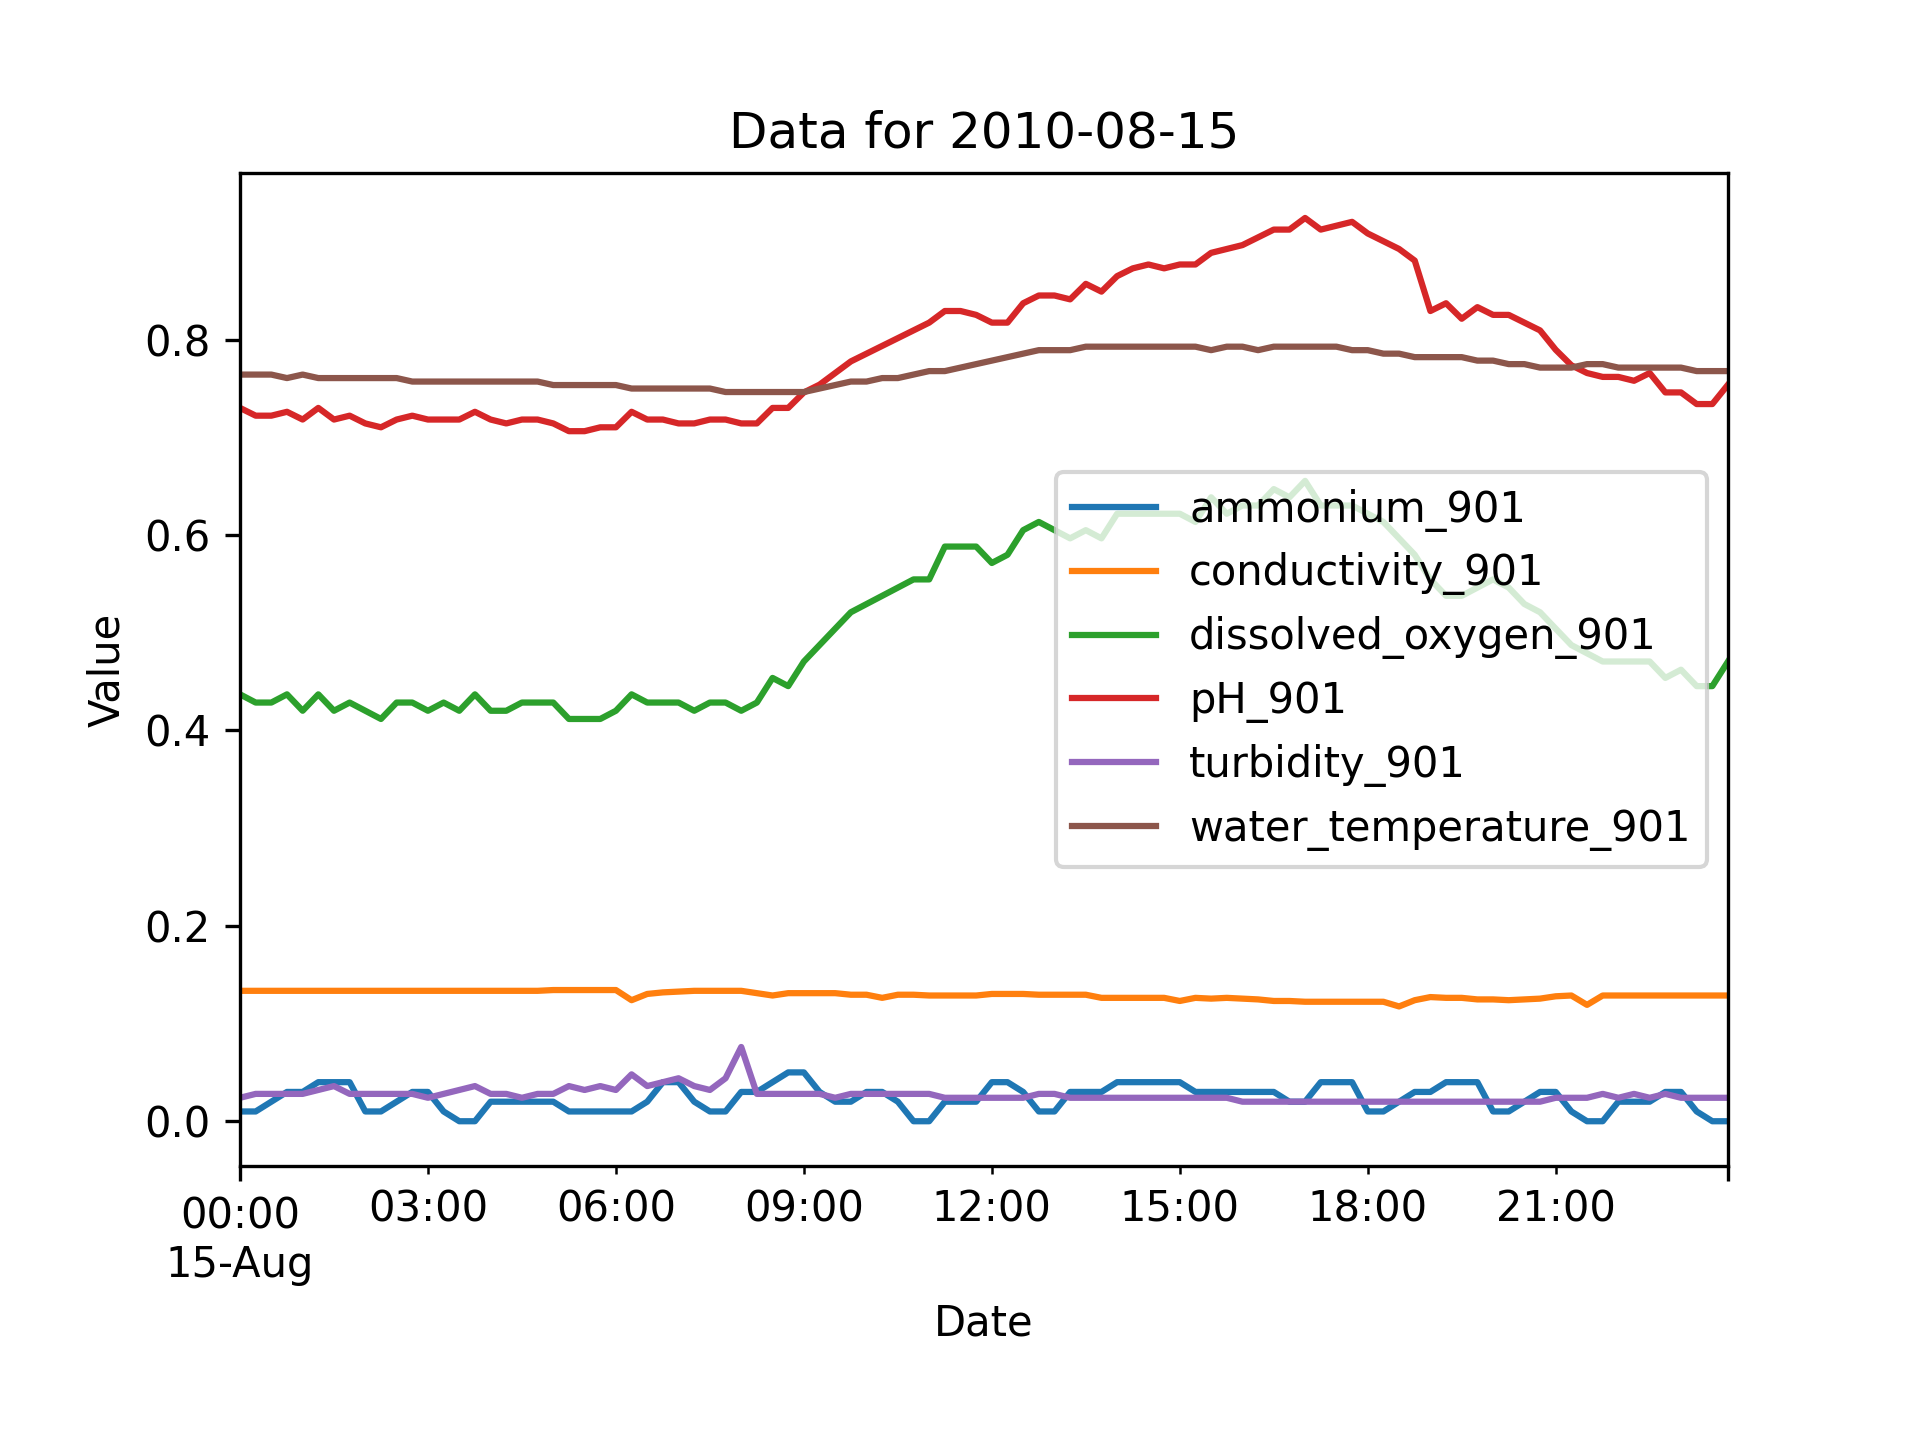 Data for 2010-08-15
Value
0.8
0.6
0.4
0.2
0.0
ammonium_901
conductivity_901
dissolved_oxygen_901
pH_901
turbidity_901
water_temperature_901
00:00 03:00 06:00 09:00 12:00 15:00 18:00 21:00
15-Aug
Date